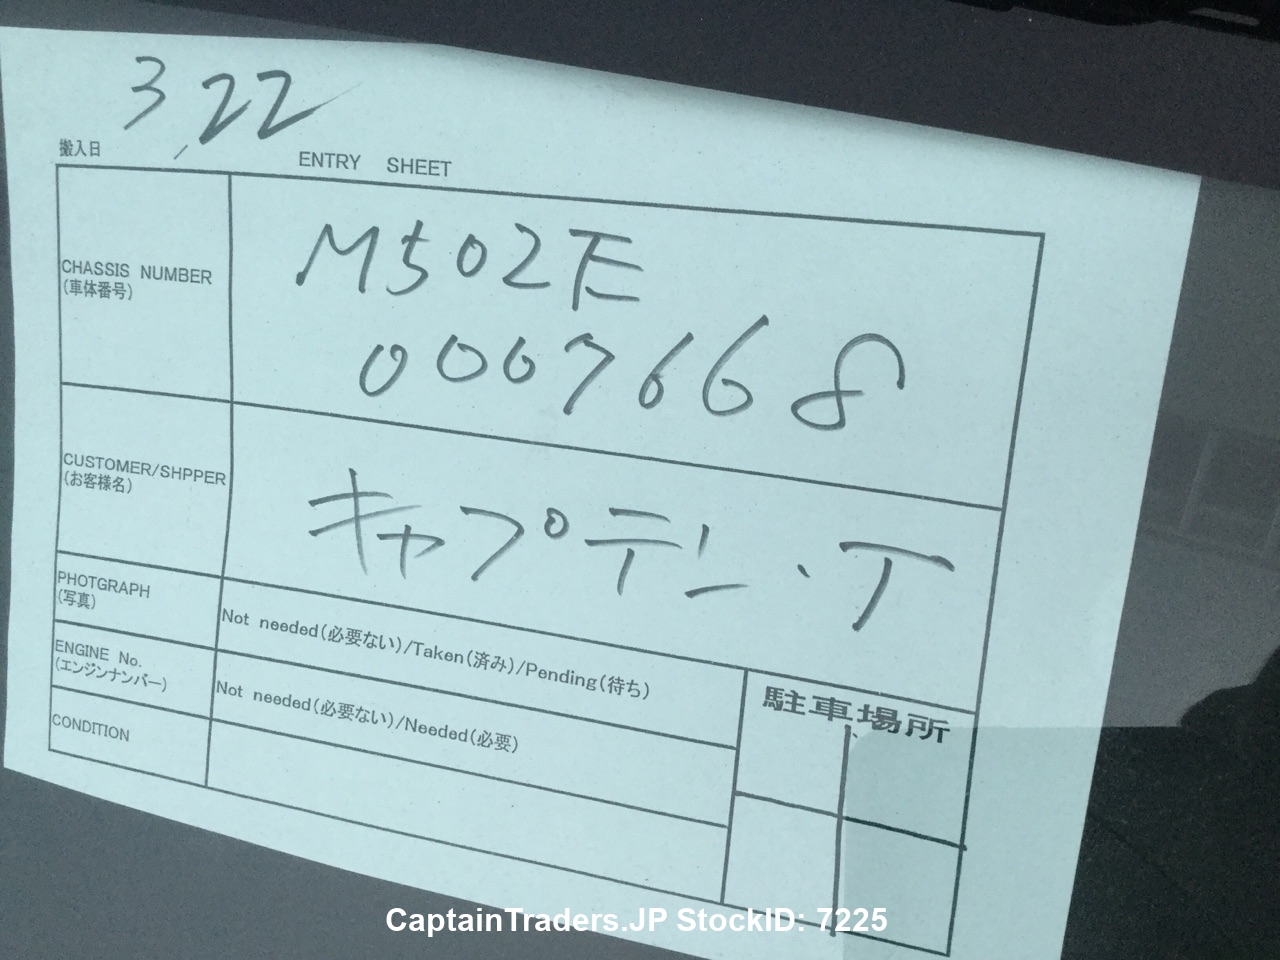 3,22
搬入日
ENTRY SHEET
CHASSIS NUMBER
(車体番号)
M502E
0007668
CUSTOMER/SHPPER
(お客様名)
キャプテン・T
PHOTGRAPH
(写真)
Not needed(必要ない)/Taken(済み)/Pending(待ち)
ENGINE No.
(エンジンナンバー)
Not needed(必要ない)/Needed(必要)
CONDITION
駐車場所
CaptainTraders.JP StockID: 7225